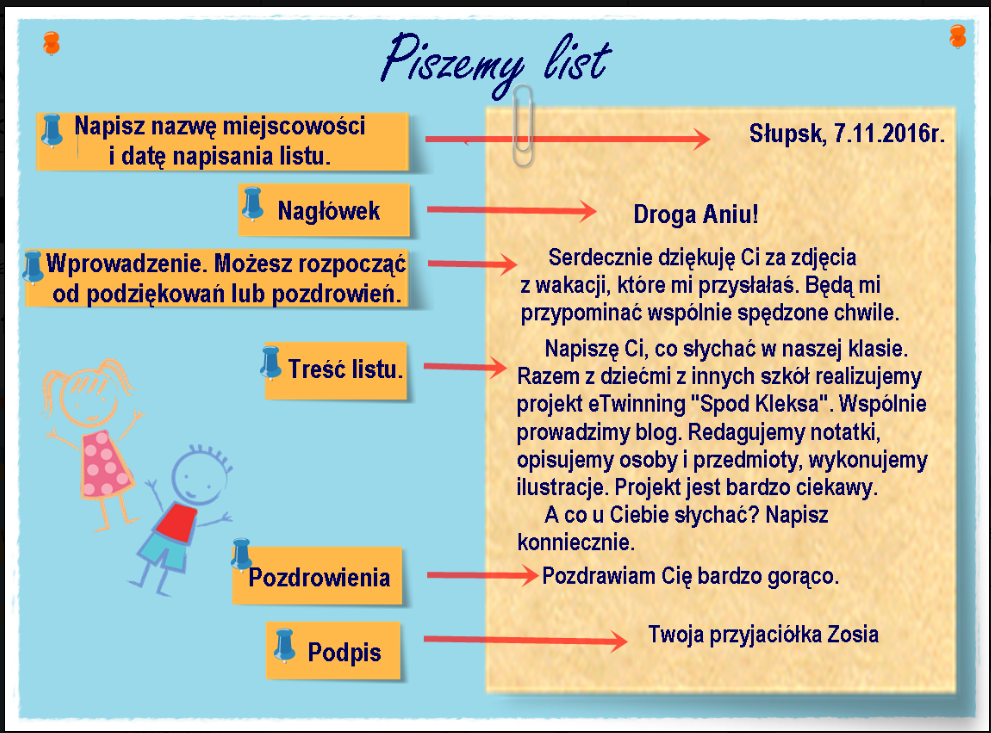 Piszemy list
Napisz nazwę miejscowości
i datę napisania listu.
Słupsk, 7.11.2016r.
Nagłówek
Droga Aniu!
Wprowadzenie. Możesz rozpocząć
od podziękowań lub pozdrowień.
Serdecznie dziękuję Ci za zdjęcia
z wakacji, które mi przysłałaś. Będą mi
przypominać wspólnie spędzone chwile.
Treść listu.
Napiszę Ci, co słychać w naszej klasie.
Razem z dziećmi z innych szkół realizujemy
projekt eTwinning "Spod Kleksa". Wspólnie
prowadzimy blog. Redagujemy notatki,
opisujemy osoby i przedmioty, wykonujemy
ilustracje. Projekt jest bardzo ciekawy.
A co u Ciebie słychać? Napisz
konniecznie.
Pozdrowienia
Pozdrawiam Cię bardzo gorąco.
Podpis
Twoja przyjaciółka Zosia